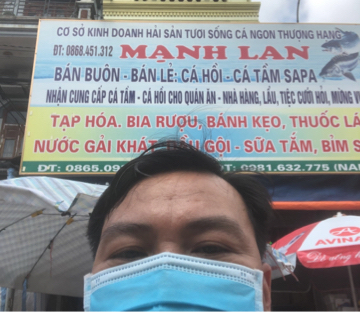 CƠ SỞ KINH DOANH HẢI SẢN TƯƠI SỐNG CÁ NGON THƯỢNG HẠNG
ĐT: 0868.451.312
MẠNH LAN
BÁN BUÔN - BÁN LẺ: CÁ HỒI - CÁ TẦM SAPA
NHẬN CUNG CẤP CÁ TẦM - CÁ HỒI CHO QUÁN ĂN - NHÀ HÀNG, LẨU, TIỆC CƯỚI HỎI, MỪNG
TẠP HÓA. BIA RƯỢU, BÁNH KẸO, THUỐC LÁ
NƯỚC GẢI KHÁT, GỘI - SỮA TẮM, BỈM
ĐT: 0865.09 ĐT: 0981.632.775
AVINA